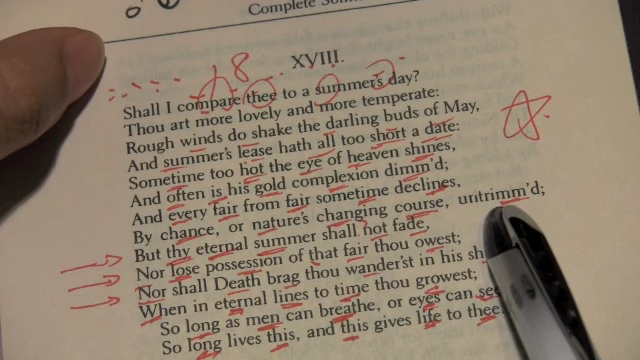 Complete Son
XVIII.
18
Shall I compare thee to a summer's day?
Thou art more lovely and more temperate:
Rough winds do shake the darling buds of May,
And summer's lease hath all too short a date:
Sometime too hot the eye of heaven shines,
And often is his gold complexion dimm'd;
And every fair from fair sometime declines,
By chance, or nature's changing course, untrimm'd;
But thy eternal summer shall not fade,
Nor lose possession of that fair thou owest;
Nor shall Death brag thou wander'st in his sh
When in eternal lines to time thou growest;
So long as men can breathe, or eyes can see
So long lives this, and this gives life to thee